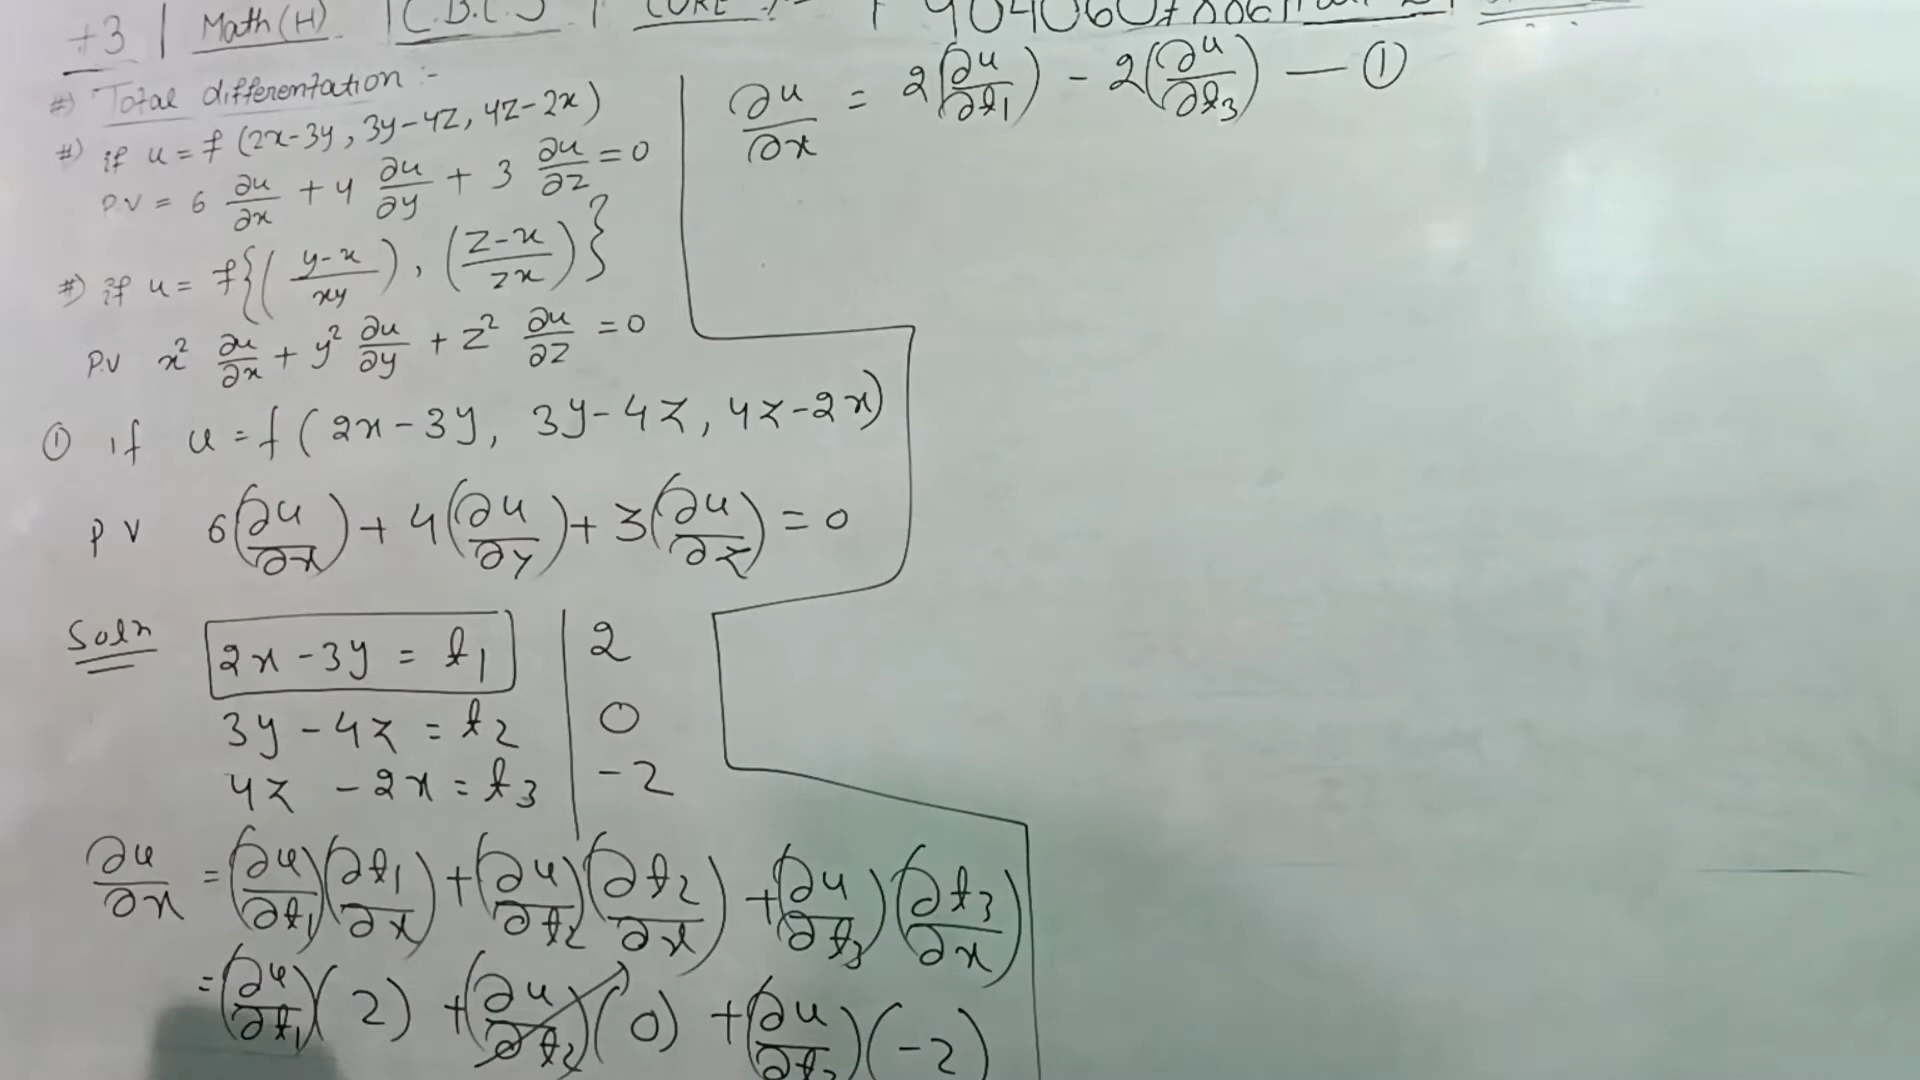 +3 | Math (H) | C.B.C.S | CORE
#) Total differentation :-
#) if u = f (2x-3y, 3y-4z, 4z-2x)
P.V = 6 ∂u/∂x + 4 ∂u/∂y + 3 ∂u/∂z = 0
#) if u = f{((y-x)/xy), ((z-x)/zx)}
P.V x² ∂u/∂x + y² ∂u/∂y + z² ∂u/∂z = 0
① if u = f ( 2x-3y, 3y-4z, 4z-2x)
P V 6(∂u/∂x) + 4(∂u/∂y) + 3(∂u/∂z) = 0
Soln 2x - 3y = t1 | 2
3y - 4z = t2 | 0
4z - 2x = t3 | -2
∂u/∂x = (∂u/∂t1)(∂t1/∂x) + (∂u/∂t2)(∂t2/∂x) + (∂u/∂t3)(∂t3/∂x)
= (∂u/∂t1)(2) + (∂u/∂t2)(0) + (∂u/∂t3)(-2)
∂u/∂x = 2(∂u/∂t1) - 2(∂u/∂t3) — ①